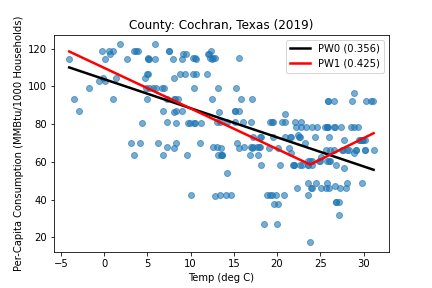 County: Cochran, Texas (2019)
PW0 (0.356)
PW1 (0.425)
Per-Capita Consumption (MMBtu/1000 Households)
120
100
80
60
40
20
-5 0 5 10 15 20 25 30
Temp (deg C)